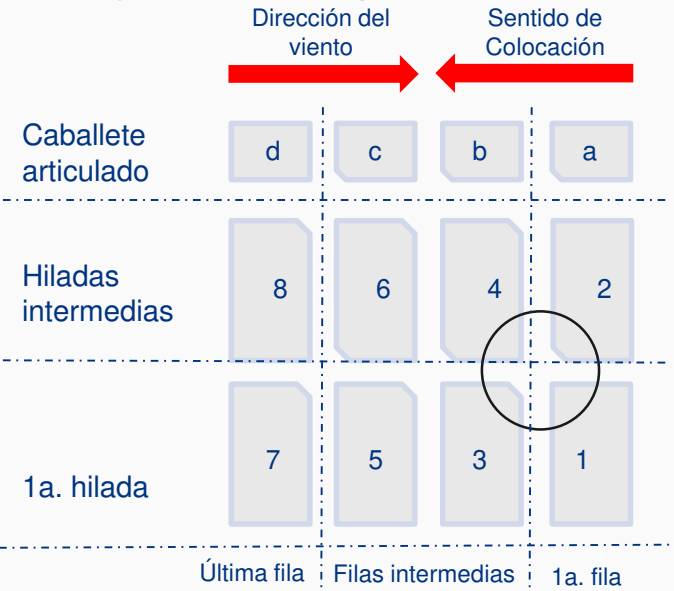 Dirección del
viento
Sentido de
Colocación
Caballete
articulado
d c b a
Hiladas
intermedias
8 6 4 2
1a. hilada
7 5 3 1
Última fila Filas intermedias 1a. fila